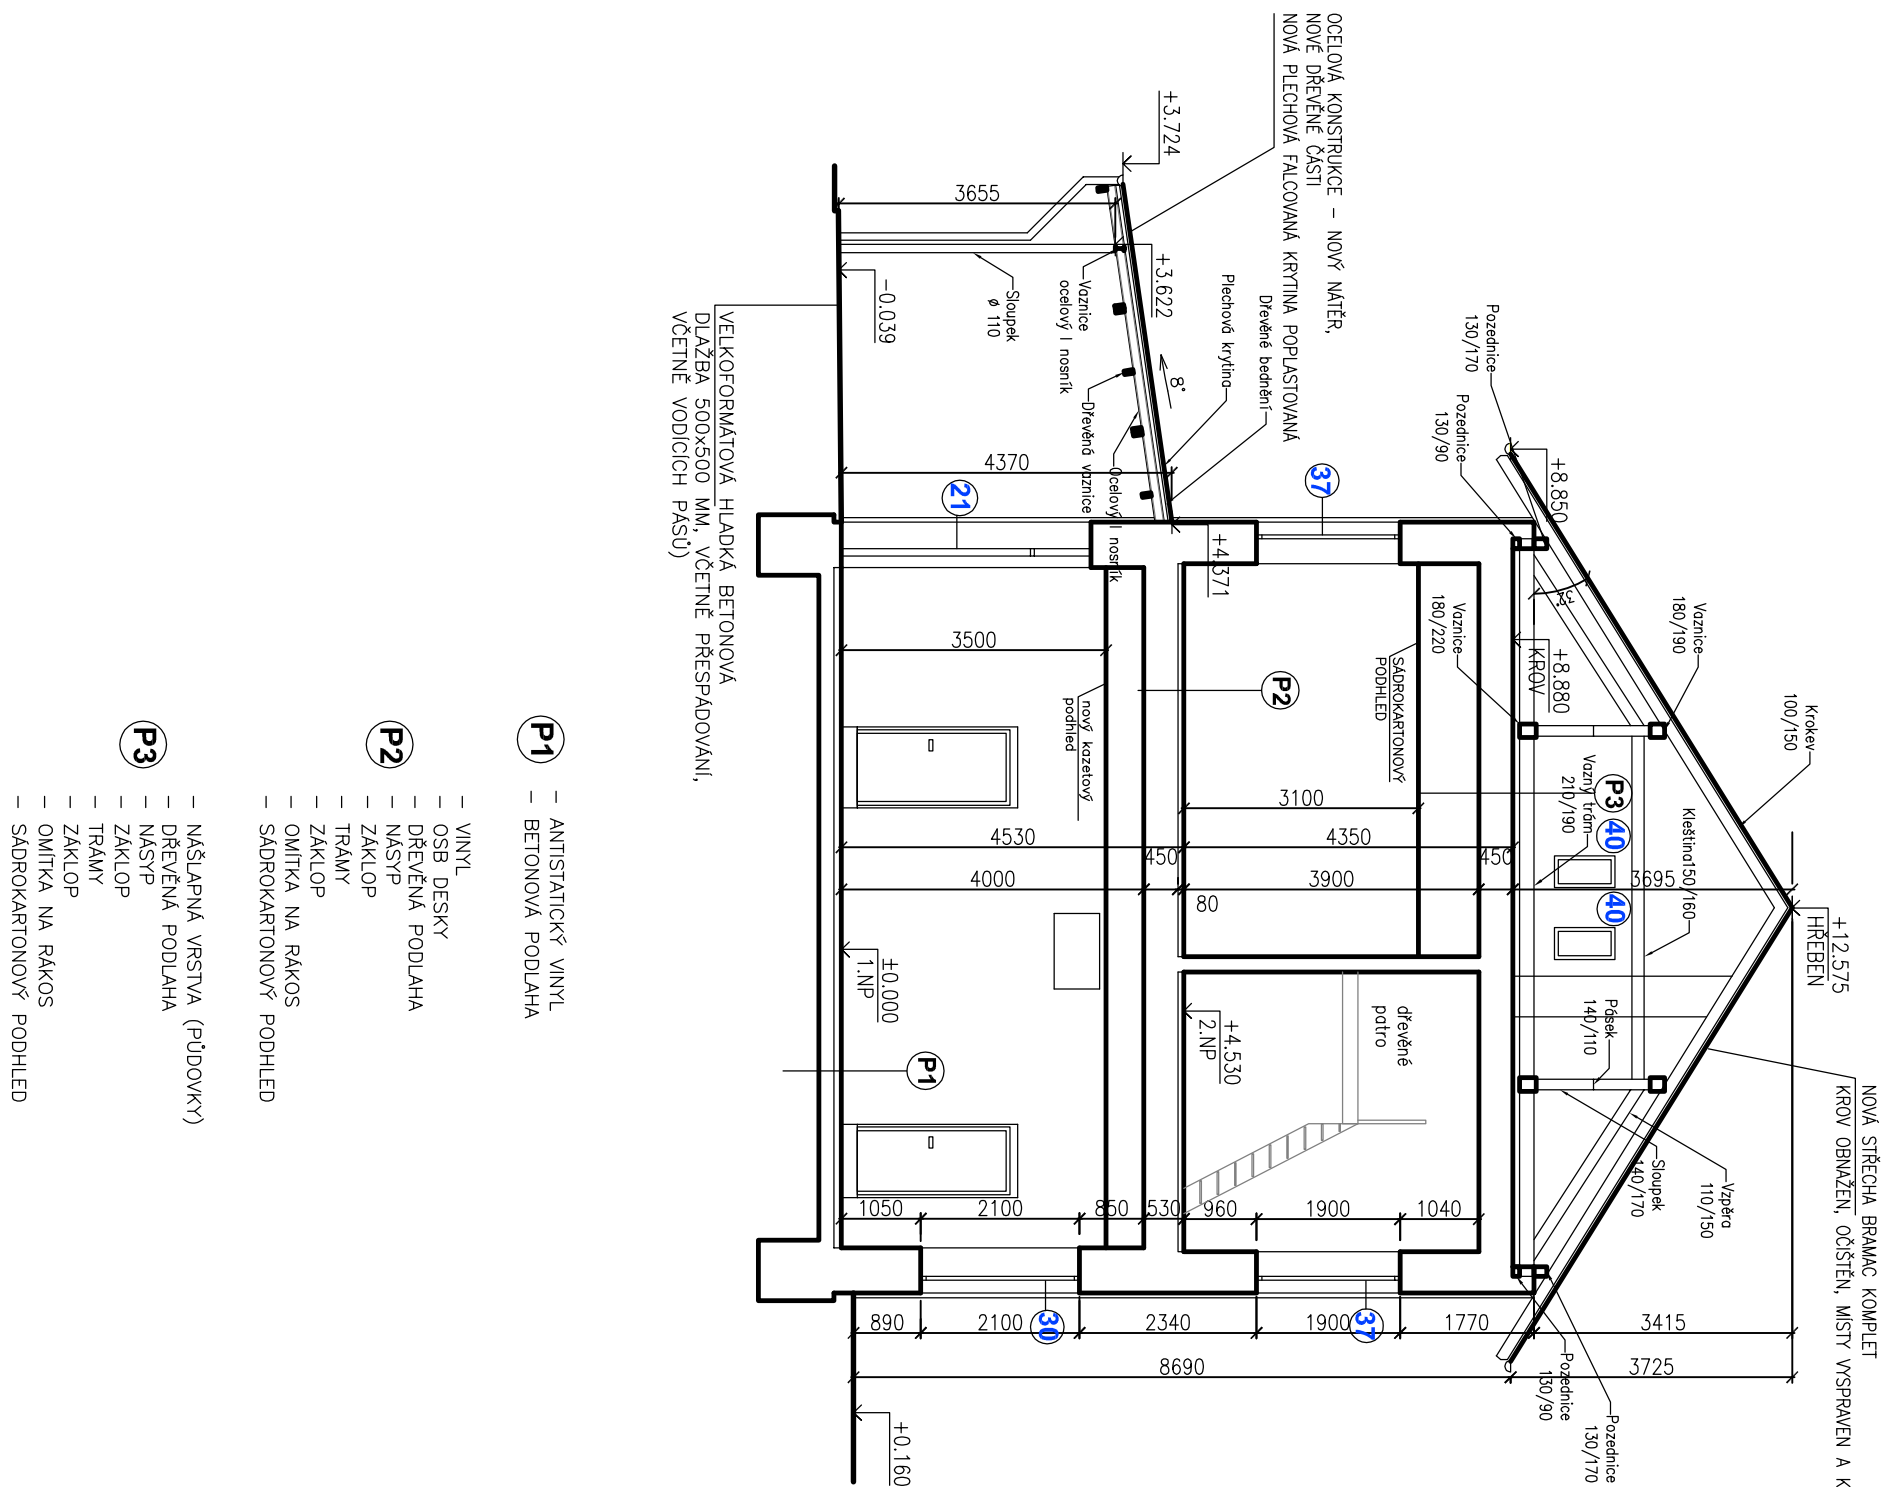 OCELOVÁ KONSTRUKCE - NOVÝ NÁTĚR,
NOVÉ DŘEVĚNÉ ČÁSTI
NOVÁ PLECHOVÁ FALCOVANÁ KRYTINA POPLASTOVANÁ
NOVÁ STŘECHA BRAMAC KOMPLET
KROV OBNAŽEN, OČIŠTĚN, MÍSTY VYSPRAVEN A K
+12.575
HŘEBEN
Krokev
100/150
Vaznice
180/190
Pozednice
130/170
Pozednice
130/90
+8.850
32°
+8.880
KROV
Vaznice
180/220
Vazný trám
210/190
P3
40
40
Kleština150/160
3695
Pásek
140/110
Sloupek
140/170
Vzpěra
110/150
Pozednice
130/90
Pozednice
130/170
3415
3725
Dřevěné bednění
Plechová krytina
8°
+3.724
+3.622
3655
Vaznice
ocelový I nosník
Sloupek
ø 110
-0.039
Dřevěná vaznice
Ocelový I nosník
4370
+4.371
37
21
SÁDROKARTONOVÝ
PODHLED
P2
3100
4350
450
3900
450
80
dřevěné
patro
+4.530
2.NP
3500
nový kazetový
podhled
4530
4000
±0.000
1.NP
P1
1050
2100
850
530
960
1900
1040
30
37
890
2100
2340
1900
1770
8690
+0.160
VELKOFORMÁTOVÁ HLADKÁ BETONOVÁ
DLAŽBA 500x500 MM, VČETNĚ PŘESPÁDOVÁNÍ,
VČETNĚ VODÍCÍCH PÁSŮ)
P1
- ANTISTATICKÝ VINYL
- BETONOVÁ PODLAHA
P2
- VINYL
- OSB DESKY
- DŘEVĚNÁ PODLAHA
- NÁSYP
- ZÁKLOP
- TRÁMY
- ZÁKLOP
- OMÍTKA NA RÁKOS
- SÁDROKARTONOVÝ PODHLED
P3
- NÁŠLAPNÁ VRSTVA (PŮDOVKY)
- DŘEVĚNÁ PODLAHA
- NÁSYP
- ZÁKLOP
- TRÁMY
- ZÁKLOP
- OMÍTKA NA RÁKOS
- SÁDROKARTONOVÝ PODHLED